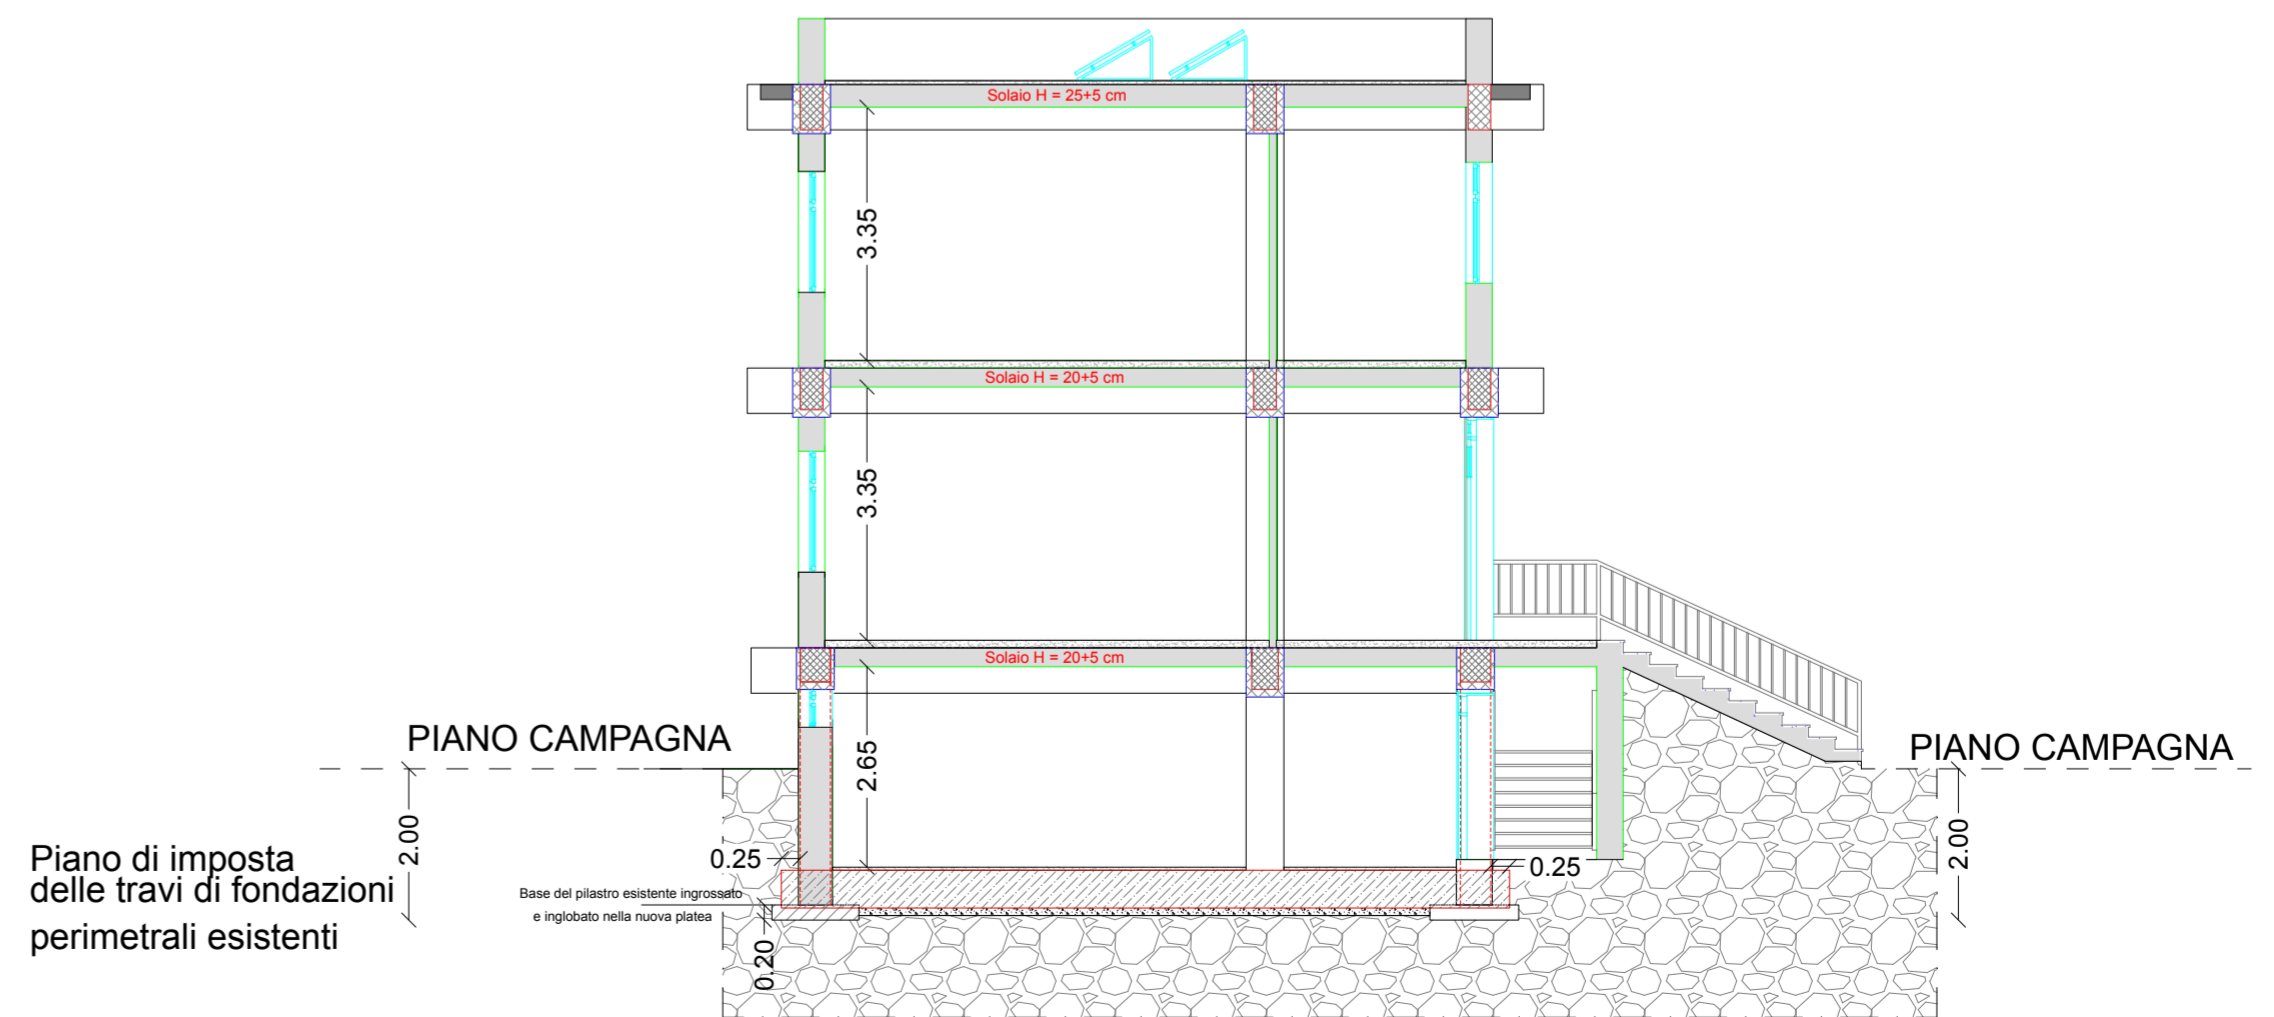 Solaio H = 25+5 cm
3.35
Solaio H = 20+5 cm
3.35
Solaio H = 20+5 cm
PIANO CAMPAGNA
PIANO CAMPAGNA
2.65
2.00
2.00
Piano di imposta
delle travi di fondazioni
perimetrali esistenti
0.25
0.25
Base del pilastro esistente ingrossato
e inglobato nella nuova platea
0.20